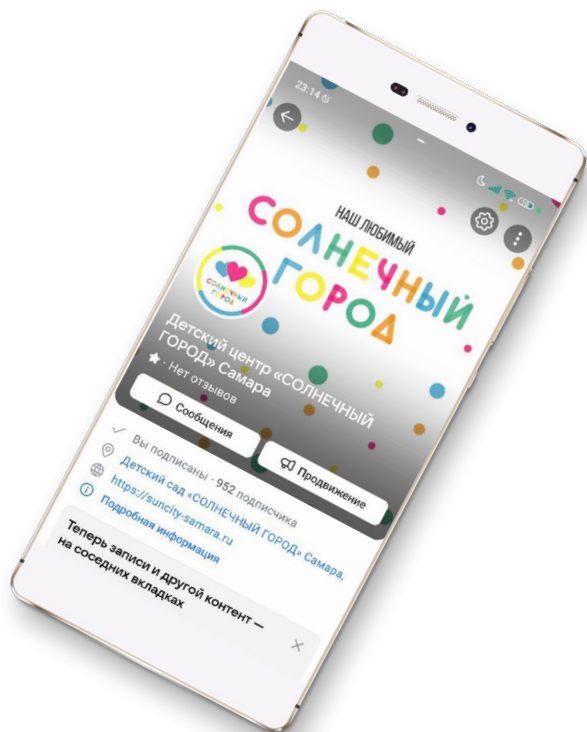 23:14
НАШ ЛЮБИМЫЙ
СОЛНЕЧНЫЙ
ГОРОД
СОЛНЕЧНЫЙ
ГОРОД
Детский центр «СОЛНЕЧНЫЙ
ГОРОД» Самара
· Нет отзывов
Сообщения
Продвижение
Вы подписаны · 952 подписчика
Детский сад «СОЛНЕЧНЫЙ ГОРОД» Самара,
https://suncity-samara.ru
Подробная информация
Теперь записи и другой контент —
на соседних вкладках